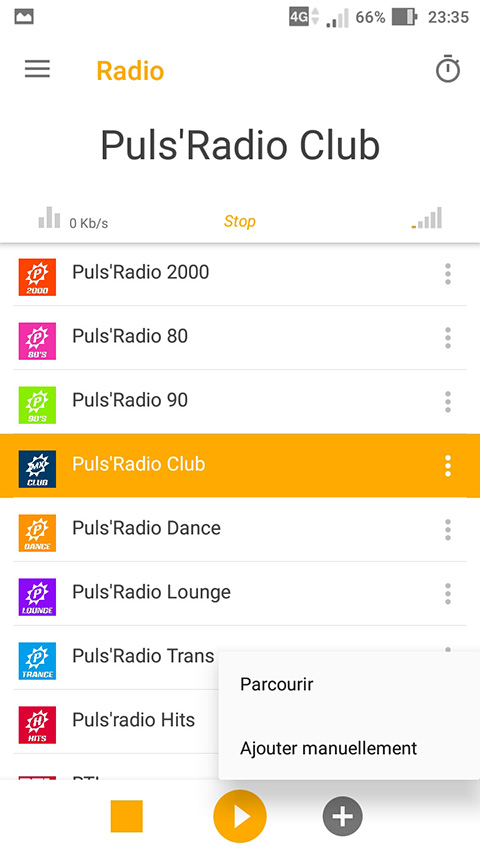 4G 66% 23:35
Radio
Puls'Radio Club
0 Kb/s Stop
P 2000 Puls'Radio 2000
P 80'S Puls'Radio 80
P 90'S Puls'Radio 90
MX CLUB Puls'Radio Club
P DANCE Puls'Radio Dance
P LOUNGE Puls'Radio Lounge
P TRANCE Puls'Radio Trans
Parcourir
H HITS Puls'radio Hits
Ajouter manuellement